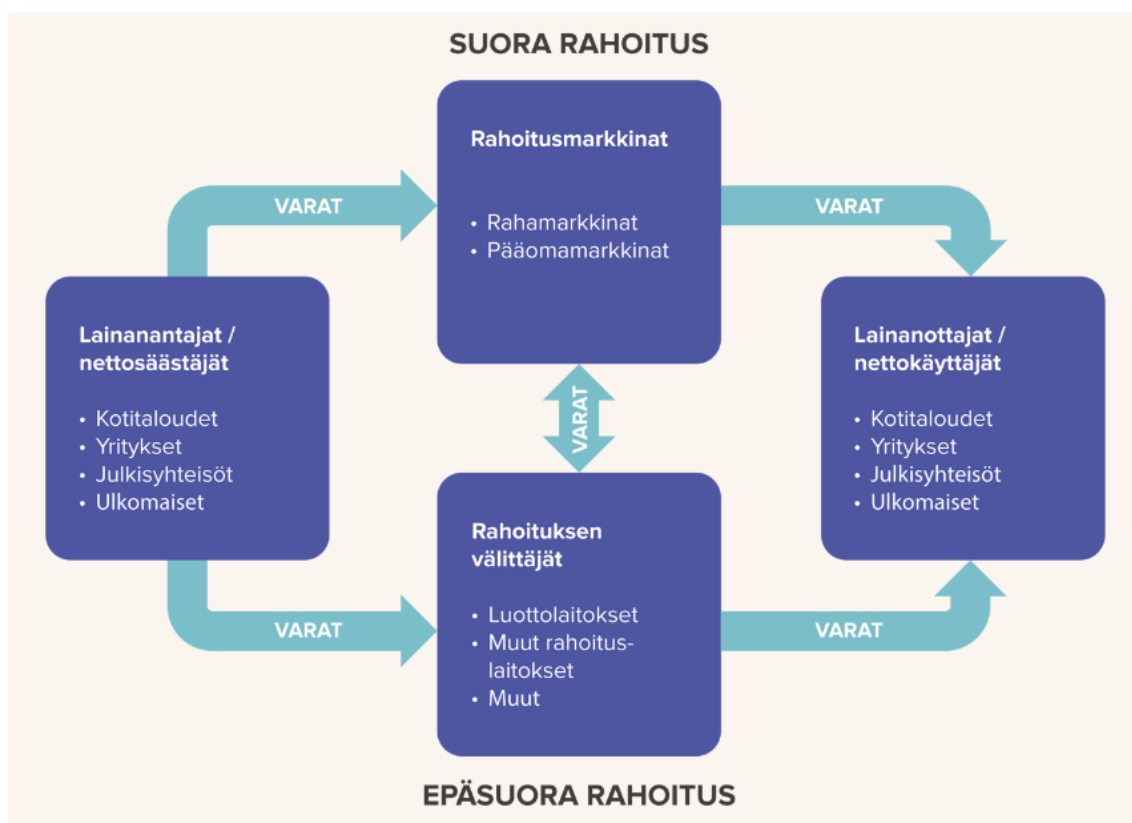 SUORA RAHOITUS
Rahoitusmarkkinat
• Rahamarkkinat
• Pääomamarkkinat
VARAT
VARAT
Lainanantajat /
nettosäästäjät
• Kotitaloudet
• Yritykset
• Julkisyhteisöt
• Ulkomaiset
VARAT
Lainanottajat /
nettokäyttäjät
• Kotitaloudet
• Yritykset
• Julkisyhteisöt
• Ulkomaiset
Rahoituksen
välittäjät
• Luottolaitokset
• Muut rahoitus-
laitokset
• Muut
VARAT
VARAT
EPÄSUORA RAHOITUS